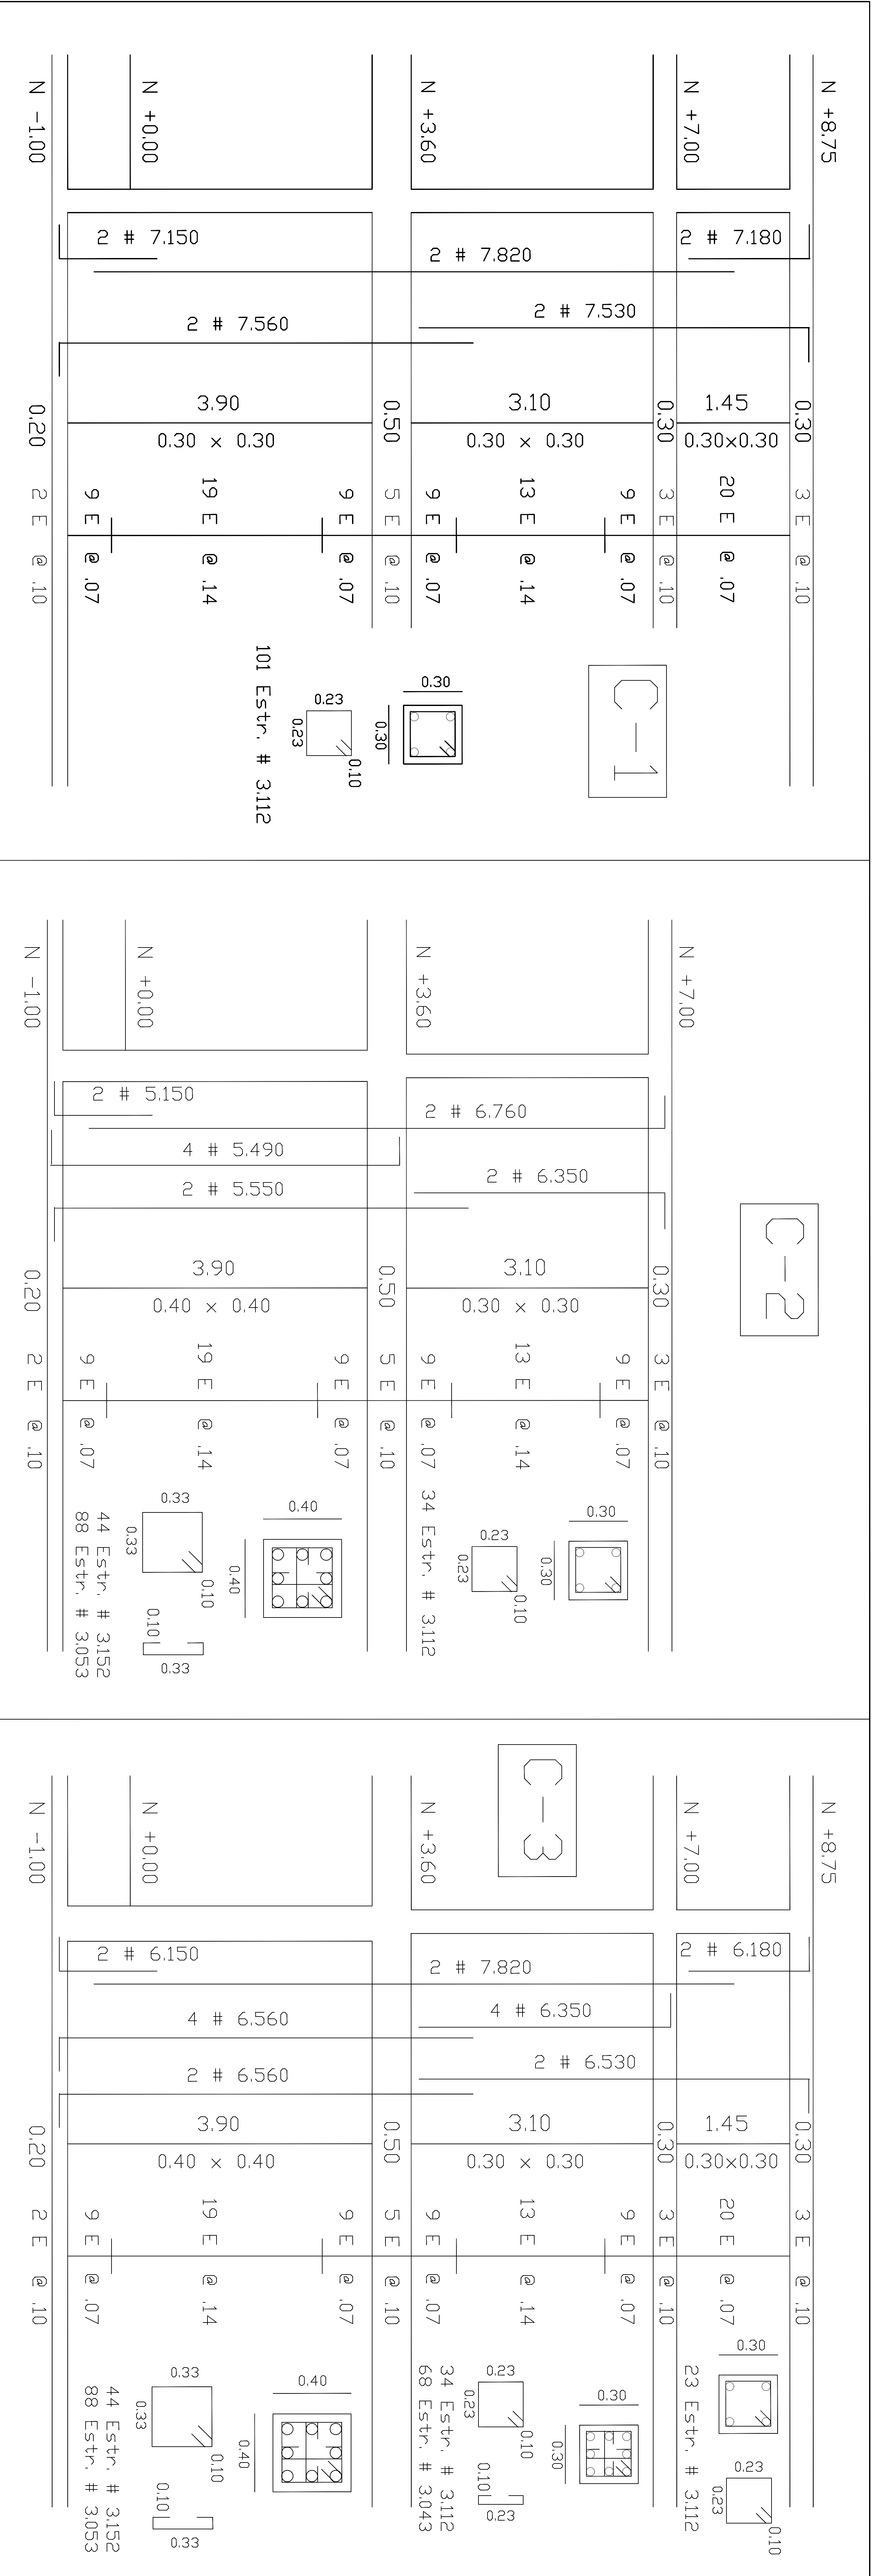 N +8.75
N +7.00
N +3.60
N +0.00
N -1.00
2 # 7.150
2 # 7.820
2 # 7.180
2 # 7.560
2 # 7.530
3.90
3.10
1.45
0.30 x 0.30
0.30 x 0.30
0.30x0.30
0.20
0.50
0.30
0.30
2 E @ .10
9 E @ .07
19 E @ .14
9 E @ .07
5 E @ .10
9 E @ .07
13 E @ .14
9 E @ .07
3 E @ .10
20 E @ .07
3 E @ .10
C-1
0.30
0.30
0.23
0.23
0.10
101 Estr. # 3.112
N +7.00
N +3.60
N +0.00
N -1.00
2 # 5.150
2 # 6.760
4 # 5.490
2 # 5.550
2 # 6.350
C-2
3.90
3.10
0.40 x 0.40
0.30 x 0.30
0.20
0.50
0.30
2 E @ .10
9 E @ .07
19 E @ .14
9 E @ .07
5 E @ .10
9 E @ .07
13 E @ .14
9 E @ .07
3 E @ .10
0.30
0.30
0.23
0.23
0.10
34 Estr. # 3.112
0.40
0.40
0.33
0.33
0.10
0.10
0.33
44 Estr. # 3.152
88 Estr. # 3.053
C-3
N +8.75
N +7.00
N +3.60
N +0.00
N -1.00
2 # 6.150
2 # 7.820
2 # 6.180
4 # 6.560
4 # 6.350
2 # 6.560
2 # 6.530
3.90
3.10
1.45
0.40 x 0.40
0.30 x 0.30
0.30x0.30
0.20
0.50
0.30
0.30
2 E @ .10
9 E @ .07
19 E @ .14
9 E @ .07
5 E @ .10
9 E @ .07
13 E @ .14
9 E @ .07
3 E @ .10
20 E @ .07
3 E @ .10
0.30
0.23
0.23
0.10
23 Estr. # 3.112
0.30
0.30
0.23
0.23
0.10
0.10
0.23
34 Estr. # 3.112
68 Estr. # 3.043
0.40
0.40
0.33
0.33
0.10
0.10
0.33
44 Estr. # 3.152
88 Estr. # 3.053